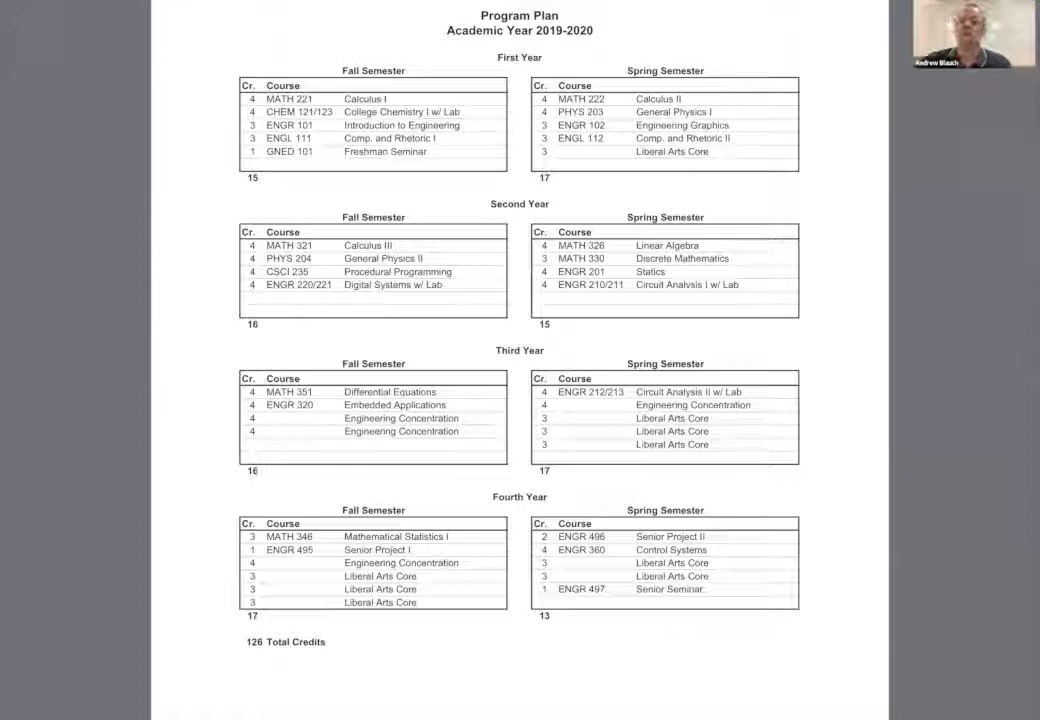 Program Plan
Academic Year 2019-2020
Andrew Blauch
First Year
Fall Semester
Cr. Course
4 MATH 221 Calculus I
4 CHEM 121/123 College Chemistry I w/ Lab
3 ENGR 101 Introduction to Engineering
3 ENGL 111 Comp. and Rhetoric I
1 GNED 101 Freshman Seminar
15
Spring Semester
Cr. Course
4 MATH 222 Calculus II
4 PHYS 203 General Physics I
3 ENGR 102 Engineering Graphics
3 ENGL 112 Comp. and Rhetoric II
3 Liberal Arts Core
17
Second Year
Fall Semester
Cr. Course
4 MATH 321 Calculus III
4 PHYS 204 General Physics II
4 CSCI 235 Procedural Programming
4 ENGR 220/221 Digital Systems w/ Lab
16
Spring Semester
Cr. Course
4 MATH 326 Linear Algebra
3 MATH 330 Discrete Mathematics
4 ENGR 201 Statics
4 ENGR 210/211 Circuit Analysis I w/ Lab
15
Third Year
Fall Semester
Cr. Course
4 MATH 351 Differential Equations
4 ENGR 320 Embedded Applications
4 Engineering Concentration
4 Engineering Concentration
16
Spring Semester
Cr. Course
4 ENGR 212/213 Circuit Analysis II w/ Lab
4 Engineering Concentration
3 Liberal Arts Core
3 Liberal Arts Core
3 Liberal Arts Core
17
Fourth Year
Fall Semester
Cr. Course
3 MATH 346 Mathematical Statistics I
1 ENGR 495 Senior Project I
4 Engineering Concentration
3 Liberal Arts Core
3 Liberal Arts Core
3 Liberal Arts Core
17
Spring Semester
Cr. Course
2 ENGR 496 Senior Project II
4 ENGR 360 Control Systems
3 Liberal Arts Core
3 Liberal Arts Core
1 ENGR 497 Senior Seminar
13
126 Total Credits